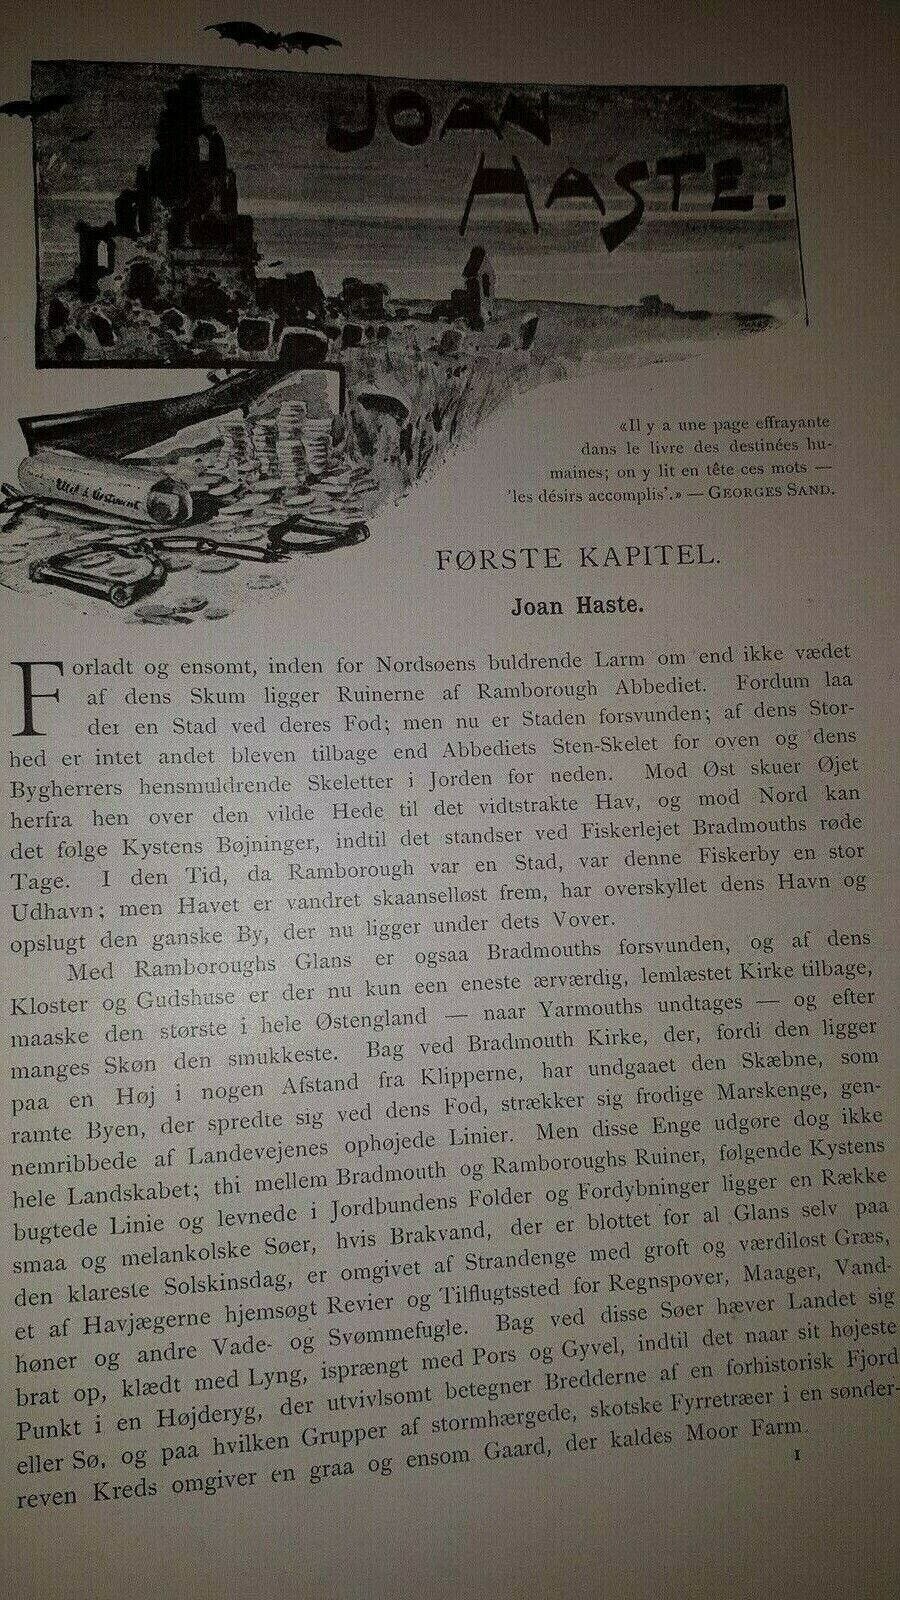 JOAN
HASTE.
«Il y a une page effrayante
dans le livre des destinées hu-
maines; on y lit en tête ces mots —
'les désirs accomplis'.» — GEORGES SAND.
FØRSTE KAPITEL.
Joan Haste.
Forladt og ensomt, inden for Nordsøens buldrende Larm om end ikke vædet
af dens Skum ligger Ruinerne af Ramborough Abbediet. Fordum laa
der en Stad ved deres Fod; men nu er Staden forsvunden; af dens Stor-
hed er intet andet bleven tilbage end Abbediets Sten-Skelet for oven og dens
Bygherrers hensmuldrende Skeletter i Jorden for neden. Mod Øst skuer Øjet
herfra hen over den vilde Hede til det vidtstrakte Hav, og mod Nord kan
det følge Kystens Bøjninger, indtil det standser ved Fiskerlejet Bradmouths røde
Tage. I den Tid, da Ramborough var en Stad, var denne Fiskerby en stor
Udhavn; men Havet er vandret skaanselløst frem, har overskyllet dens Havn og
opslugt den ganske By, der nu ligger under dets Vover.
Med Ramboroughs Glans er ogsaa Bradmouths forsvunden, og af dens
Kloster og Gudshuse er der nu kun een eneste ærværdig, lemlæstet Kirke tilbage,
maaske den største i hele Østengland — naar Yarmouths undtages — og efter
manges Skøn den smukkeste. Bag ved Bradmouth Kirke, der, fordi den ligger
paa en Høj i nogen Afstand fra Klipperne, har undgaaet den Skæbne, som
ramte Byen, der spredte sig ved dens Fod, strækker sig frodige Marskenge, gen-
nemribbede af Landevejenes ophøjede Linier. Men disse Enge udgøre dog ikke
hele Landskabet; thi mellem Bradmouth og Ramboroughs Ruiner, følgende Kystens
bugtede Linie og levnede i Jordbundens Folder og Fordybninger ligger en Række
smaa og melankolske Søer, hvis Brakvand, der er blottet for al Glans selv paa
den klareste Solskinsdag, er omgivet af Strandenge med groft og værdiløst Græs,
et af Havjægerne hjemsøgt Revier og Tilflugtssted for Regnspover, Maager, Vand-
høner og andre Vade- og Svømmefugle. Bag ved disse Søer hæver Landet sig
brat op, klædt med Lyng, isprængt med Pors og Gyvel, indtil det naar sit højeste
Punkt i en Højderyg, der utvivlsomt betegner Bredderne af en forhistorisk Fjord
eller Sø, og paa hvilken Grupper af stormhærgede, skotske Fyrretræer i en sønder-
reven Kreds omgiver en graa og ensom Gaard, der kaldes Moor Farm.
1